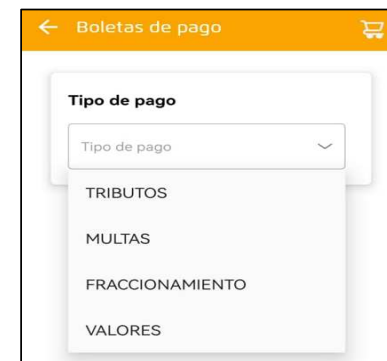 Boletas de pago
Tipo de pago
Tipo de pago
TRIBUTOS
MULTAS
FRACCIONAMIENTO
VALORES